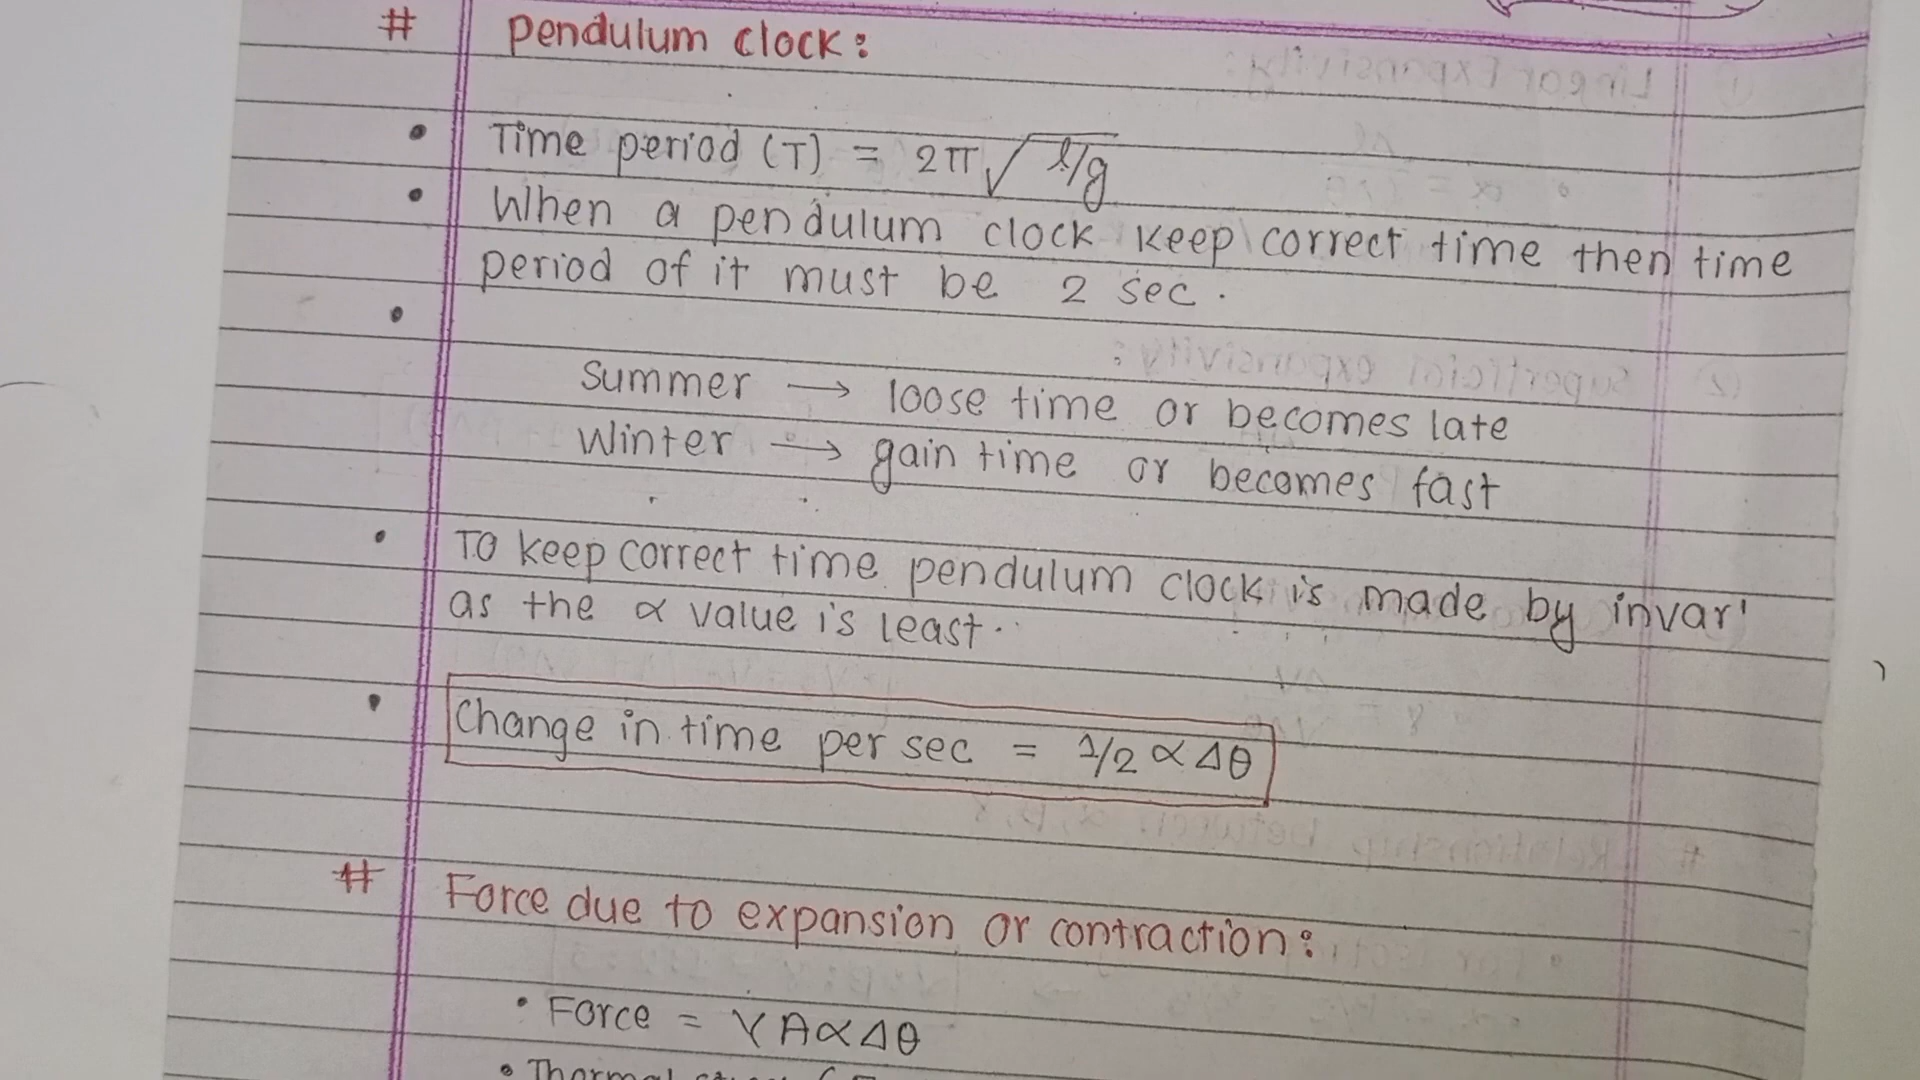 # Pendulum clock:
• Time period (T) = 2π√l/g
• When a pendulum clock keep correct time then time
period of it must be 2 sec.
•
Summer → loose time or becomes late
Winter → gain time or becomes fast
• To keep correct time pendulum clock is made by invar'
as the α value is least.
• Change in time per sec = 1/2 α Δθ
# Force due to expansion or contraction:
• Force = YAαΔθ
• Thermal